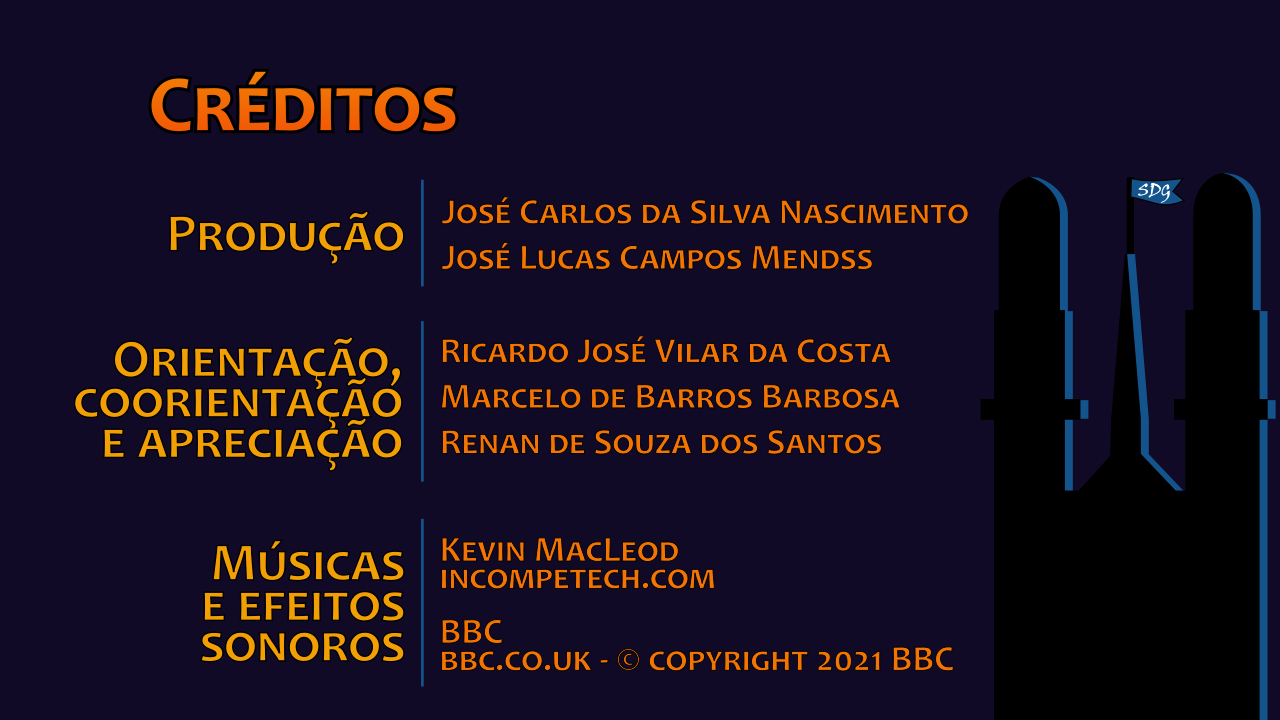 Créditos
Produção
José Carlos da Silva Nascimento
José Lucas Campos Mendss
Orientação,
coorientação
e apreciação
Ricardo José Vilar da Costa
Marcelo de Barros Barbosa
Renan de Souza dos Santos
Músicas
e efeitos
sonoros
Kevin MacLeod
incompetech.com
BBC
bbc.co.uk - © copyright 2021 BBC
SDG